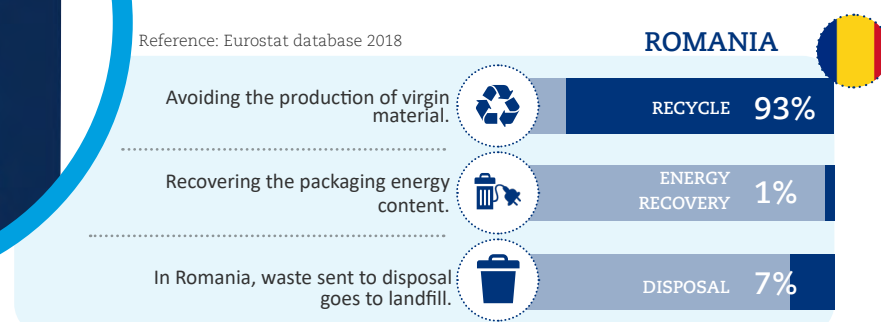 Reference: Eurostat database 2018
ROMANIA
Avoiding the production of virgin
material.
RECYCLE 93%
Recovering the packaging energy
content.
ENERGY
RECOVERY 1%
In Romania, waste sent to disposal
goes to landfill.
DISPOSAL 7%